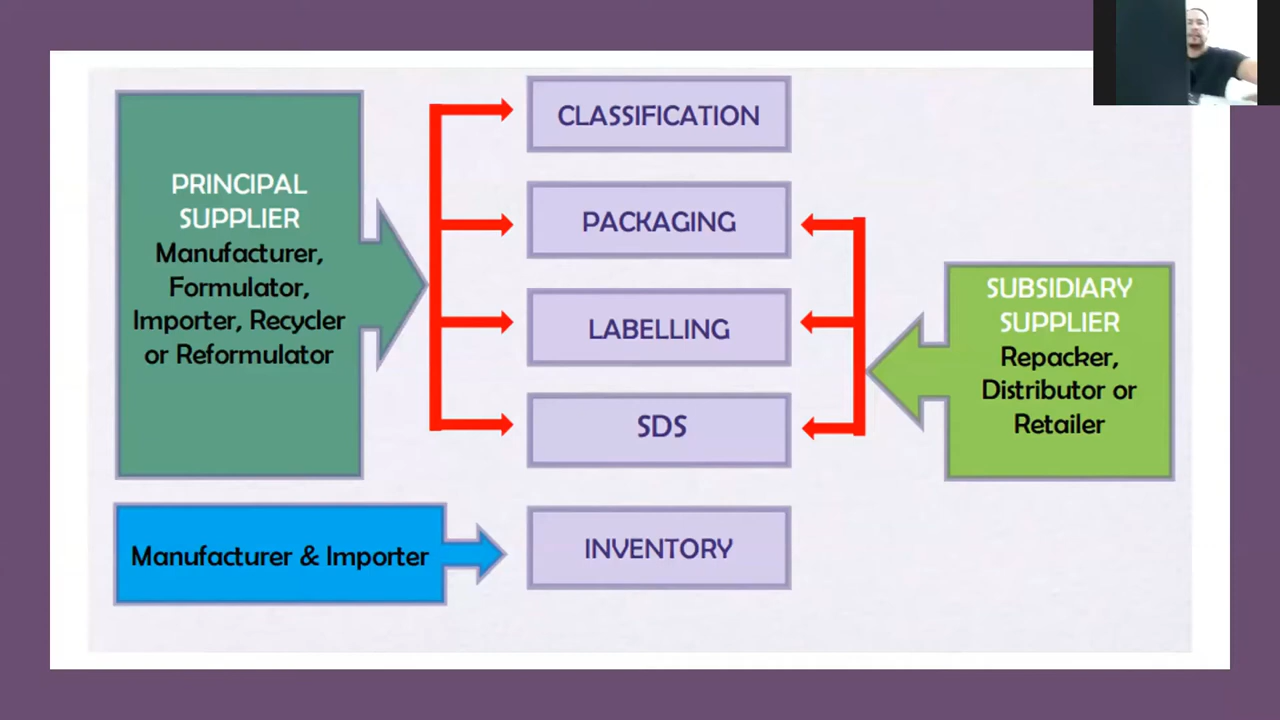 PRINCIPAL
SUPPLIER
Manufacturer,
Formulator,
Importer, Recycler
or Reformulator
CLASSIFICATION
PACKAGING
LABELLING
SDS
SUBSIDIARY
SUPPLIER
Repacker,
Distributor or
Retailer
Manufacturer & Importer
INVENTORY